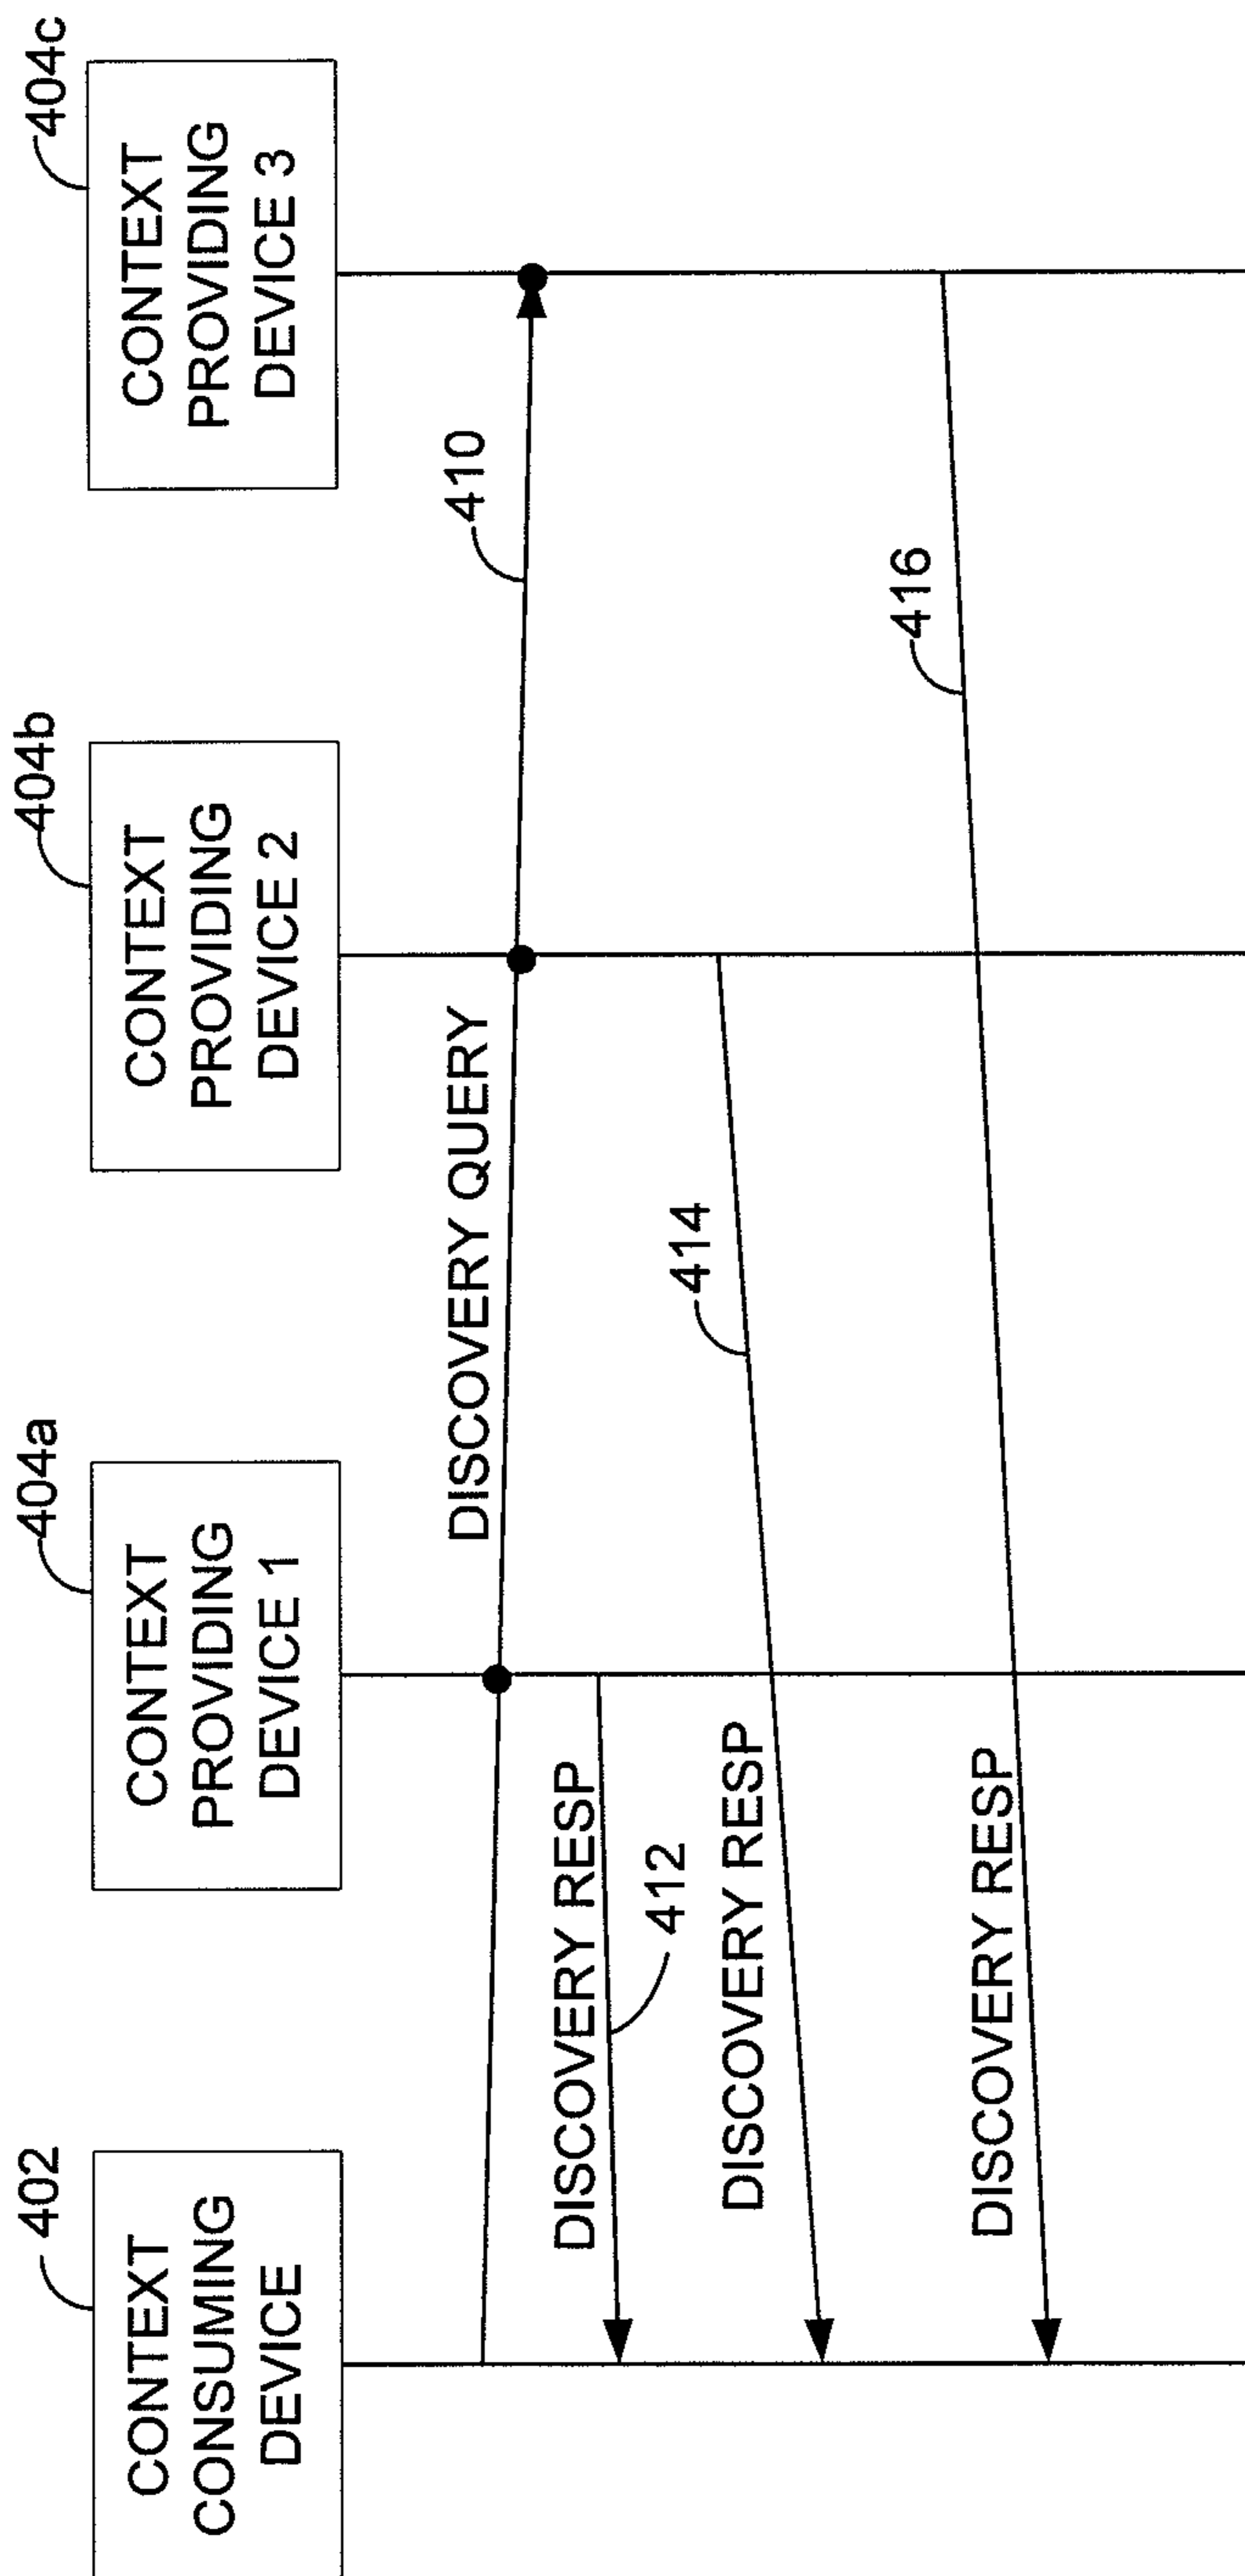 402
CONTEXT
CONSUMING
DEVICE
404a
CONTEXT
PROVIDING
DEVICE 1
404b
CONTEXT
PROVIDING
DEVICE 2
404c
CONTEXT
PROVIDING
DEVICE 3
DISCOVERY QUERY
410
DISCOVERY RESP
412
414
DISCOVERY RESP
416
DISCOVERY RESP